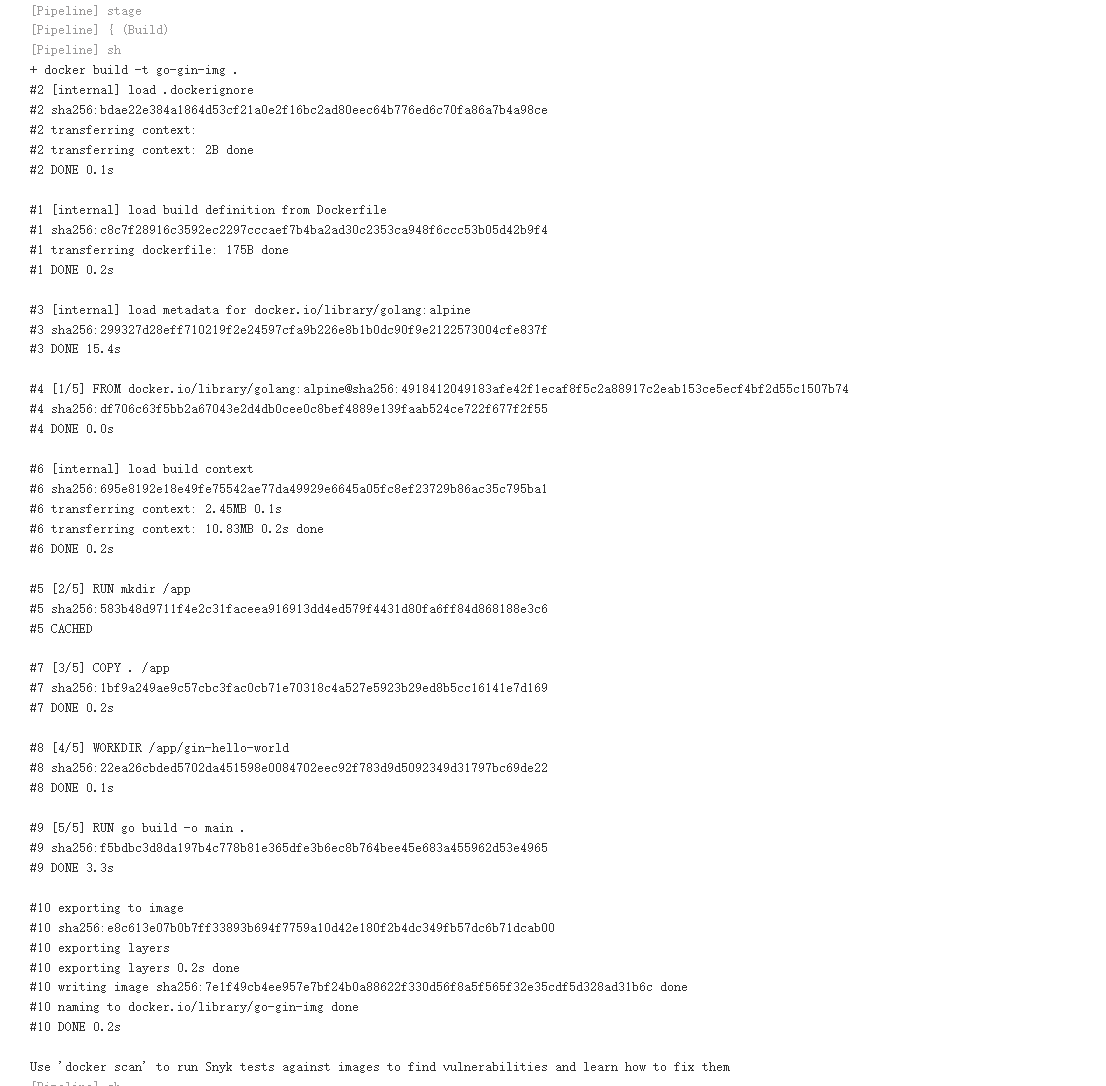 [Pipeline] stage
[Pipeline] { (Build)
[Pipeline] sh
+ docker build -t go-gin-img .
#2 [internal] load .dockerignore
#2 sha256:bdae22e384a1864d53cf21a0e2f16bc2ad80eec64b776ed6c70fa86a7b4a98ce
#2 transferring context:
#2 transferring context: 2B done
#2 DONE 0.1s
#1 [internal] load build definition from Dockerfile
#1 sha256:c8c7f28916c3592ec2297cccaef7b4ba2ad30c2353ca948f6ccc53b05d42b9f4
#1 transferring dockerfile: 175B done
#1 DONE 0.2s
#3 [internal] load metadata for docker.io/library/golang:alpine
#3 sha256:299327d28eff710219f2e24597cfa9b226e8b1b0dc90f9e2122573004cfe837f
#3 DONE 15.4s
#4 [1/5] FROM docker.io/library/golang:alpine@sha256:4918412049183afe42f1ecaf8f5c2a88917c2eab153ce5ecf4bf2d55c1507b74
#4 sha256:df706c63f5bb2a67043e2d4db0cee0c8bef4889e139faab524ce722f677f2f55
#4 DONE 0.0s
#6 [internal] load build context
#6 sha256:695e8192e18e49fe75542ae77da49929e6645a05fc8ef23729b86ac35c795ba1
#6 transferring context: 2.45MB 0.1s
#6 transferring context: 10.83MB 0.2s done
#6 DONE 0.2s
#5 [2/5] RUN mkdir /app
#5 sha256:583b48d9711f4e2c31faceea916913dd4ed579f4431d80fa6ff84d868188e3c6
#5 CACHED
#7 [3/5] COPY . /app
#7 sha256:1bf9a249ae9c57cbc3fac0cb71e70318c4a527e5923b29ed8b5cc16141e7d169
#7 DONE 0.2s
#8 [4/5] WORKDIR /app/gin-hello-world
#8 sha256:22ea26cbded5702da451598e0084702eec92f783d9d5092349d31797bc69de22
#8 DONE 0.1s
#9 [5/5] RUN go build -o main .
#9 sha256:f5bdbc3d8da197b4c778b81e365dfe3b6ec8b764bee45e683a455962d53e4965
#9 DONE 3.3s
#10 exporting to image
#10 sha256:e8c613e07b0b7ff33893b694f7759a10d42e180f2b4dc349fb57dc6b71dcab00
#10 exporting layers
#10 exporting layers 0.2s done
#10 writing image sha256:7e1f49cb4ee957e7bf24b0a88622f330d56f8a5f565f32e35cdf5d328ad31b6c done
#10 naming to docker.io/library/go-gin-img done
#10 DONE 0.2s
Use 'docker scan' to run Snyk tests against images to find vulnerabilities and learn how to fix them
[Pipeline] sh